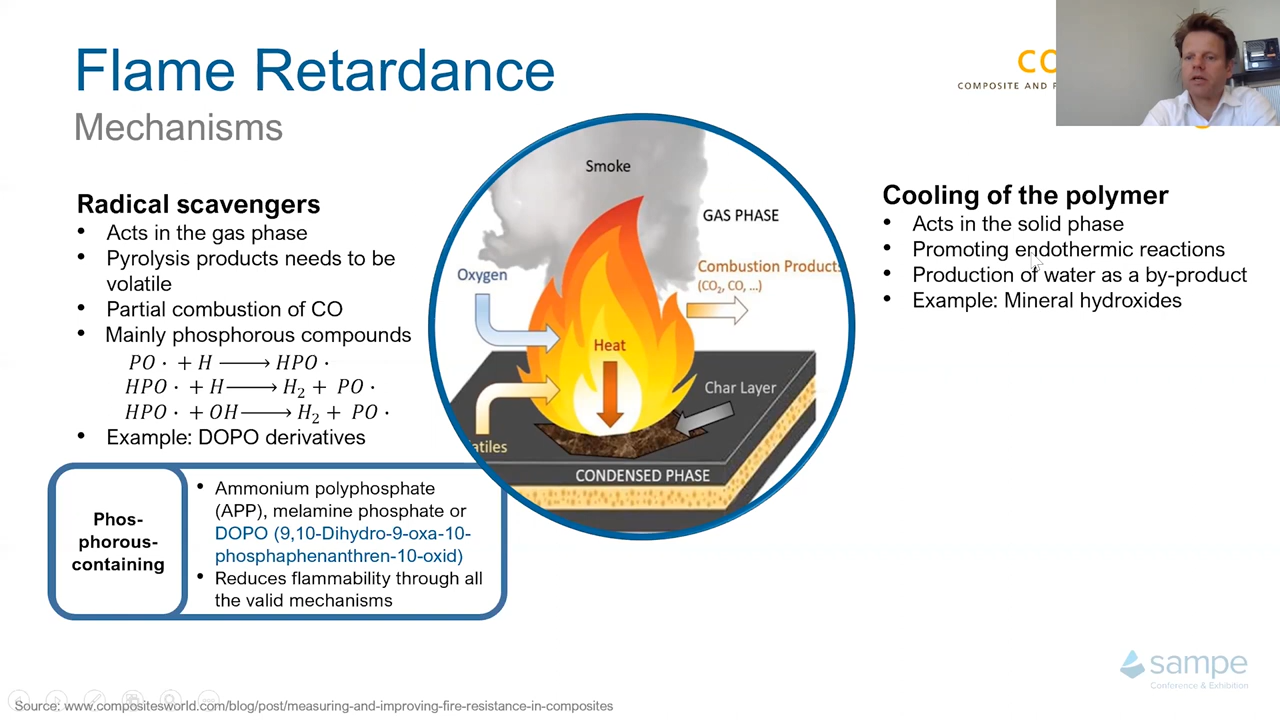 Flame Retardance
Mechanisms
CO
COMPOSITE AND
Radical scavengers
• Acts in the gas phase
• Pyrolysis products needs to be
volatile
• Partial combustion of CO
• Mainly phosphorous compounds
PO · + H ⟶ HPO ·
HPO · + H ⟶ H₂ + PO ·
HPO · + OH ⟶ H₂ + PO ·
• Example: DOPO derivatives
Phos-
phorous-
containing
• Ammonium polyphosphate
(APP), melamine phosphate or
DOPO (9,10-Dihydro-9-oxa-10-
phosphaphenanthren-10-oxid)
• Reduces flammability through all
the valid mechanisms
Smoke
GAS PHASE
Oxygen
Combustion Product
(CO₂, CO, ...)
Heat
Char Layer
atiles
CONDENSED PHASE
Cooling of the polymer
• Acts in the solid phase
• Promoting endothermic reactions
• Production of water as a by-product
• Example: Mineral hydroxides
sampe
Conference & Exhibition
Source: www.compositesworld.com/blog/post/measuring-and-improving-fire-resistance-in-composites